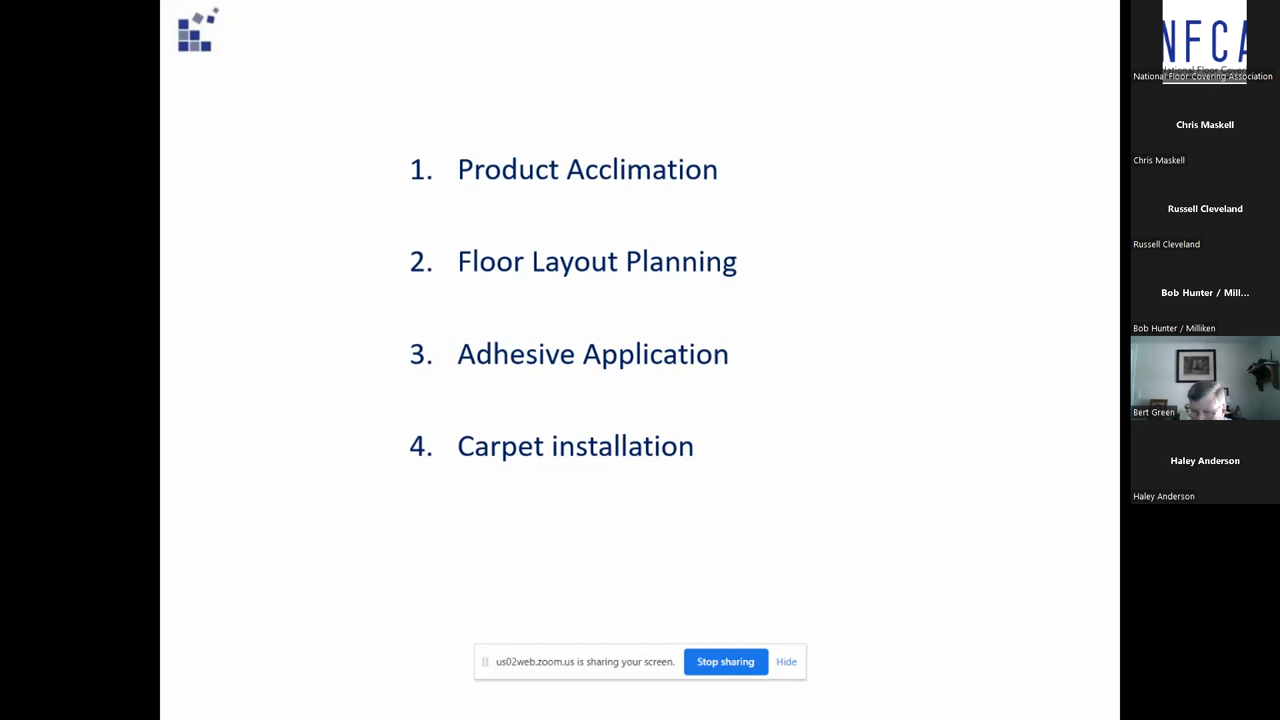 1. Product Acclimation
2. Floor Layout Planning
3. Adhesive Application
4. Carpet installation
us02web.zoom.us is sharing your screen. Stop sharing Hide
NFCA
National Floor Covering Association
Chris Maskell
Chris Maskell
Russell Cleveland
Russell Cleveland
Bob Hunter / Mill...
Bob Hunter / Milliken
Bert Green
Haley Anderson
Haley Anderson